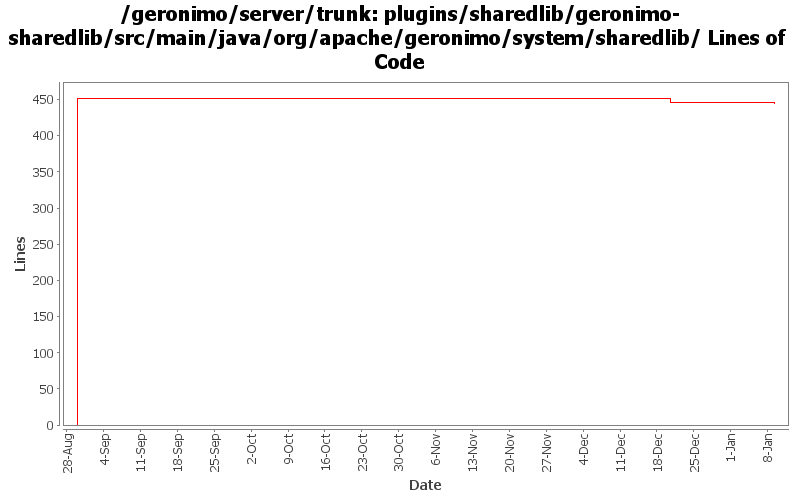 /geronimo/server/trunk: plugins/sharedlib/geronimo-
sharedlib/src/main/java/org/apache/geronimo/system/sharedlib/ Lines of
Code
450
400
350
300
250
200
150
100
50
0
Lines
28-Aug
4-Sep
11-Sep
18-Sep
25-Sep
2-Oct
9-Oct
16-Oct
23-Oct
30-Oct
6-Nov
13-Nov
20-Nov
27-Nov
4-Dec
11-Dec
18-Dec
25-Dec
1-Jan
8-Jan
Date